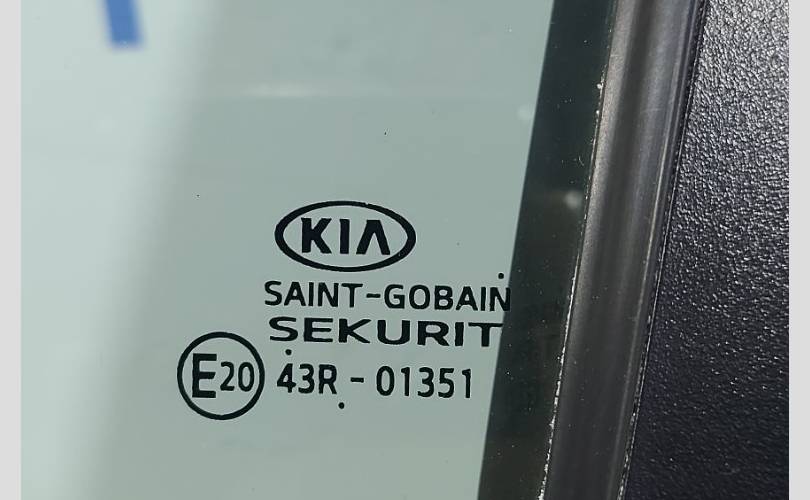 KIA
SAINT-GOBAIN
SEKURIT
E20 43R - 01351